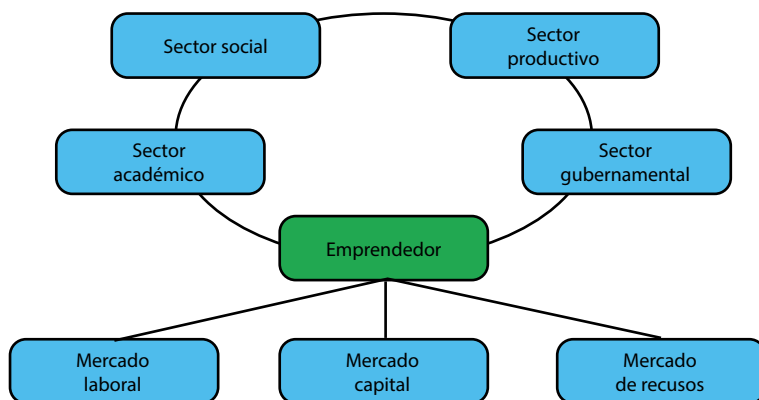 Sector social
Sector
productivo
Sector
académico
Sector
gubernamental
Emprendedor
Mercado
laboral
Mercado
capital
Mercado
de recusos